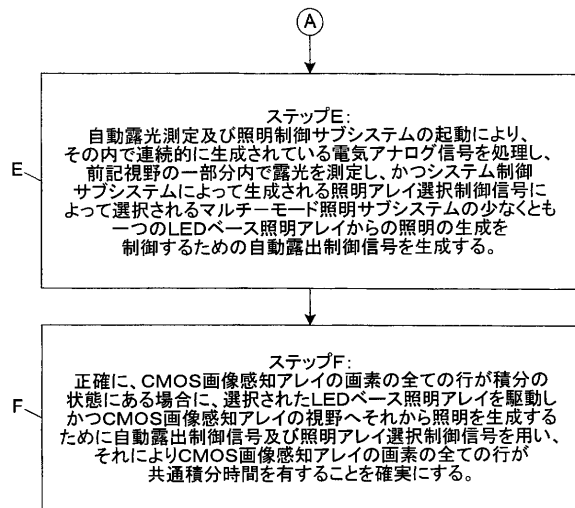 A
E
ステップE:
自動露光測定及び照明制御サブシステムの起動により、
その内で連続的に生成されている電気アナログ信号を処理し、
前記視野の一部分内で露光を測定し、かつシステム制御
サブシステムによって生成される照明アレイ選択制御信号に
よって選択されるマルチーモード照明サブシステムの少なくとも
一つのLEDベース照明アレイからの照明の生成を
制御するための自動露出制御信号を生成する。
F
ステップF:
正確に、CMOS画像感知アレイの画素の全ての行が積分の
状態にある場合に、選択されたLEDベース照明アレイを駆動し
かつCMOS画像感知アレイの視野へそれから照明を生成する
ために自動露出制御信号及び照明アレイ選択制御信号を用い、
それによりCMOS画像感知アレイの画素の全ての行が
共通積分時間を有することを確実にする。